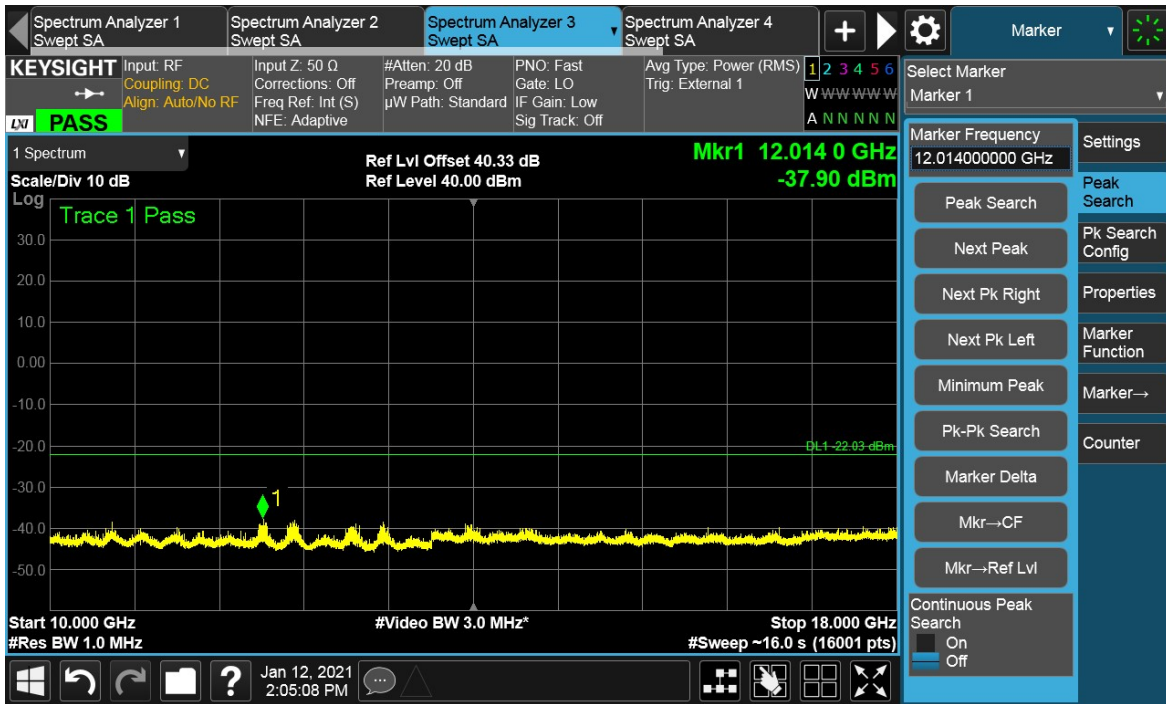 Spectrum Analyzer 1
Swept SA
Spectrum Analyzer 2
Swept SA
Spectrum Analyzer 3
Swept SA
Spectrum Analyzer 4
Swept SA
+
Marker
KEYSIGHT
LXI PASS
Input: RF
Coupling: DC
Align: Auto/No RF
Input Z: 50 Ω
Corrections: Off
Freq Ref: Int (S)
NFE: Adaptive
#Atten: 20 dB
Preamp: Off
µW Path: Standard
PNO: Fast
Gate: LO
IF Gain: Low
Sig Track: Off
Avg Type: Power (RMS)
Trig: External 1
1 2 3 4 5 6
W W W W W W
A N N N N N
Select Marker
Marker 1
1 Spectrum
Scale/Div 10 dB
Ref Lvl Offset 40.33 dB
Ref Level 40.00 dBm
Mkr1 12.014 0 GHz
-37.90 dBm
Log
Trace 1 Pass
30.0
20.0
10.0
0.00
-10.0
-20.0
-30.0
-40.0
-50.0
DL1 -22.03 dBm
1
Start 10.000 GHz
#Res BW 1.0 MHz
#Video BW 3.0 MHz*
Stop 18.000 GHz
#Sweep ~16.0 s (16001 pts)
Marker Frequency
12.014000000 GHz
Peak Search
Next Peak
Next Pk Right
Next Pk Left
Minimum Peak
Pk-Pk Search
Marker Delta
Mkr→CF
Mkr→Ref Lvl
Continuous Peak
Search
On
Off
Settings
Peak
Search
Pk Search
Config
Properties
Marker
Function
Marker→
Counter
?
Jan 12, 2021
2:05:08 PM